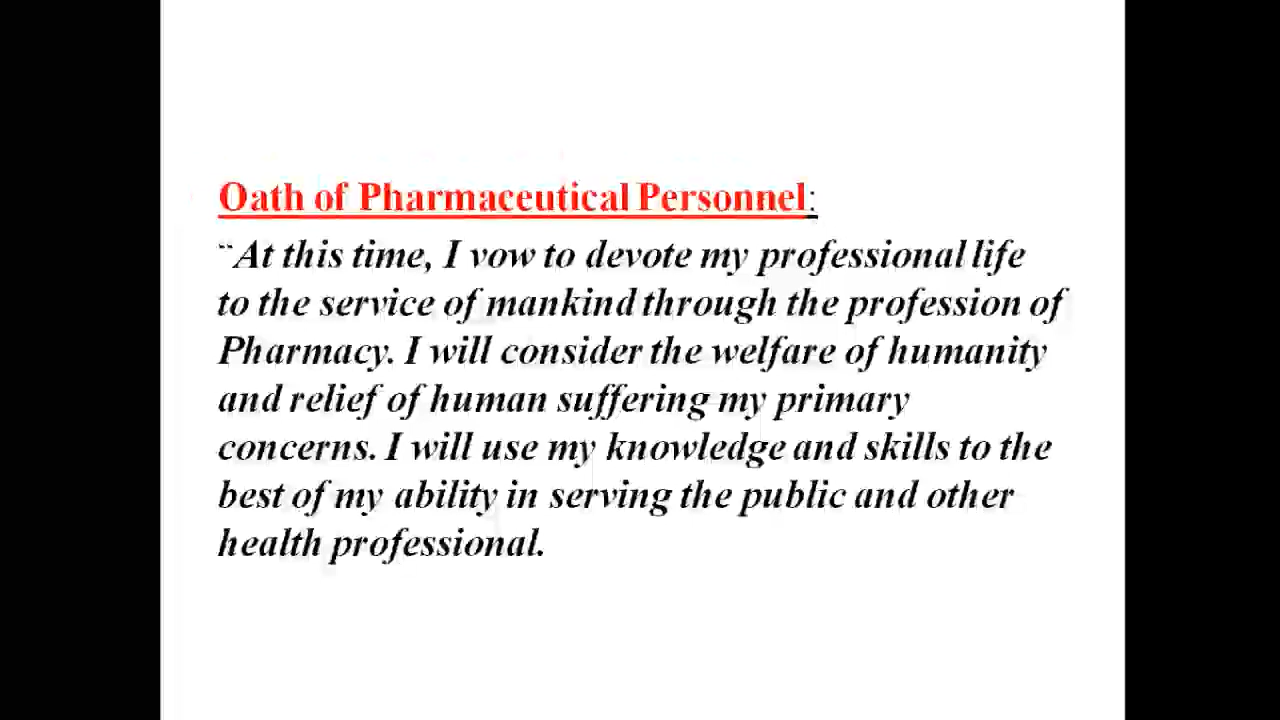 Oath of Pharmaceutical Personnel:
``At this time, I vow to devote my professional life
to the service of mankind through the profession of
Pharmacy. I will consider the welfare of humanity
and relief of human suffering my primary
concerns. I will use my knowledge and skills to the
best of my ability in serving the public and other
health professional.